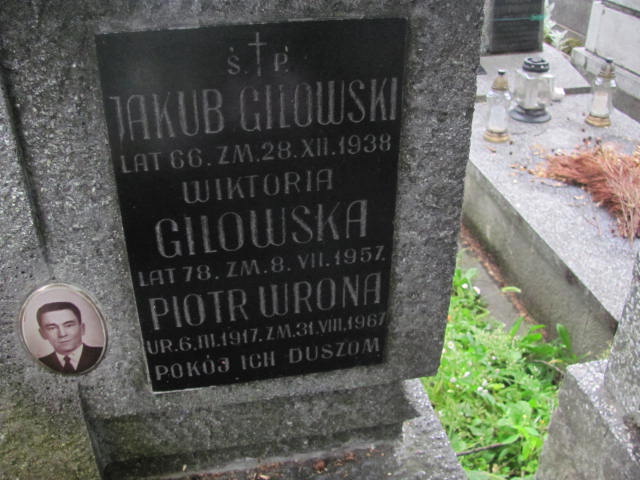 Ś. P.
JAKUB GILOWSKI
LAT 66. ZM. 28. XII. 1938
WIKTORIA
GILOWSKA
LAT 78. ZM. 8. VII. 1957.
PIOTR WRONA
UR. 6. III. 1917. ZM. 31. VIII. 1967
POKÓJ ICH DUSZOM.